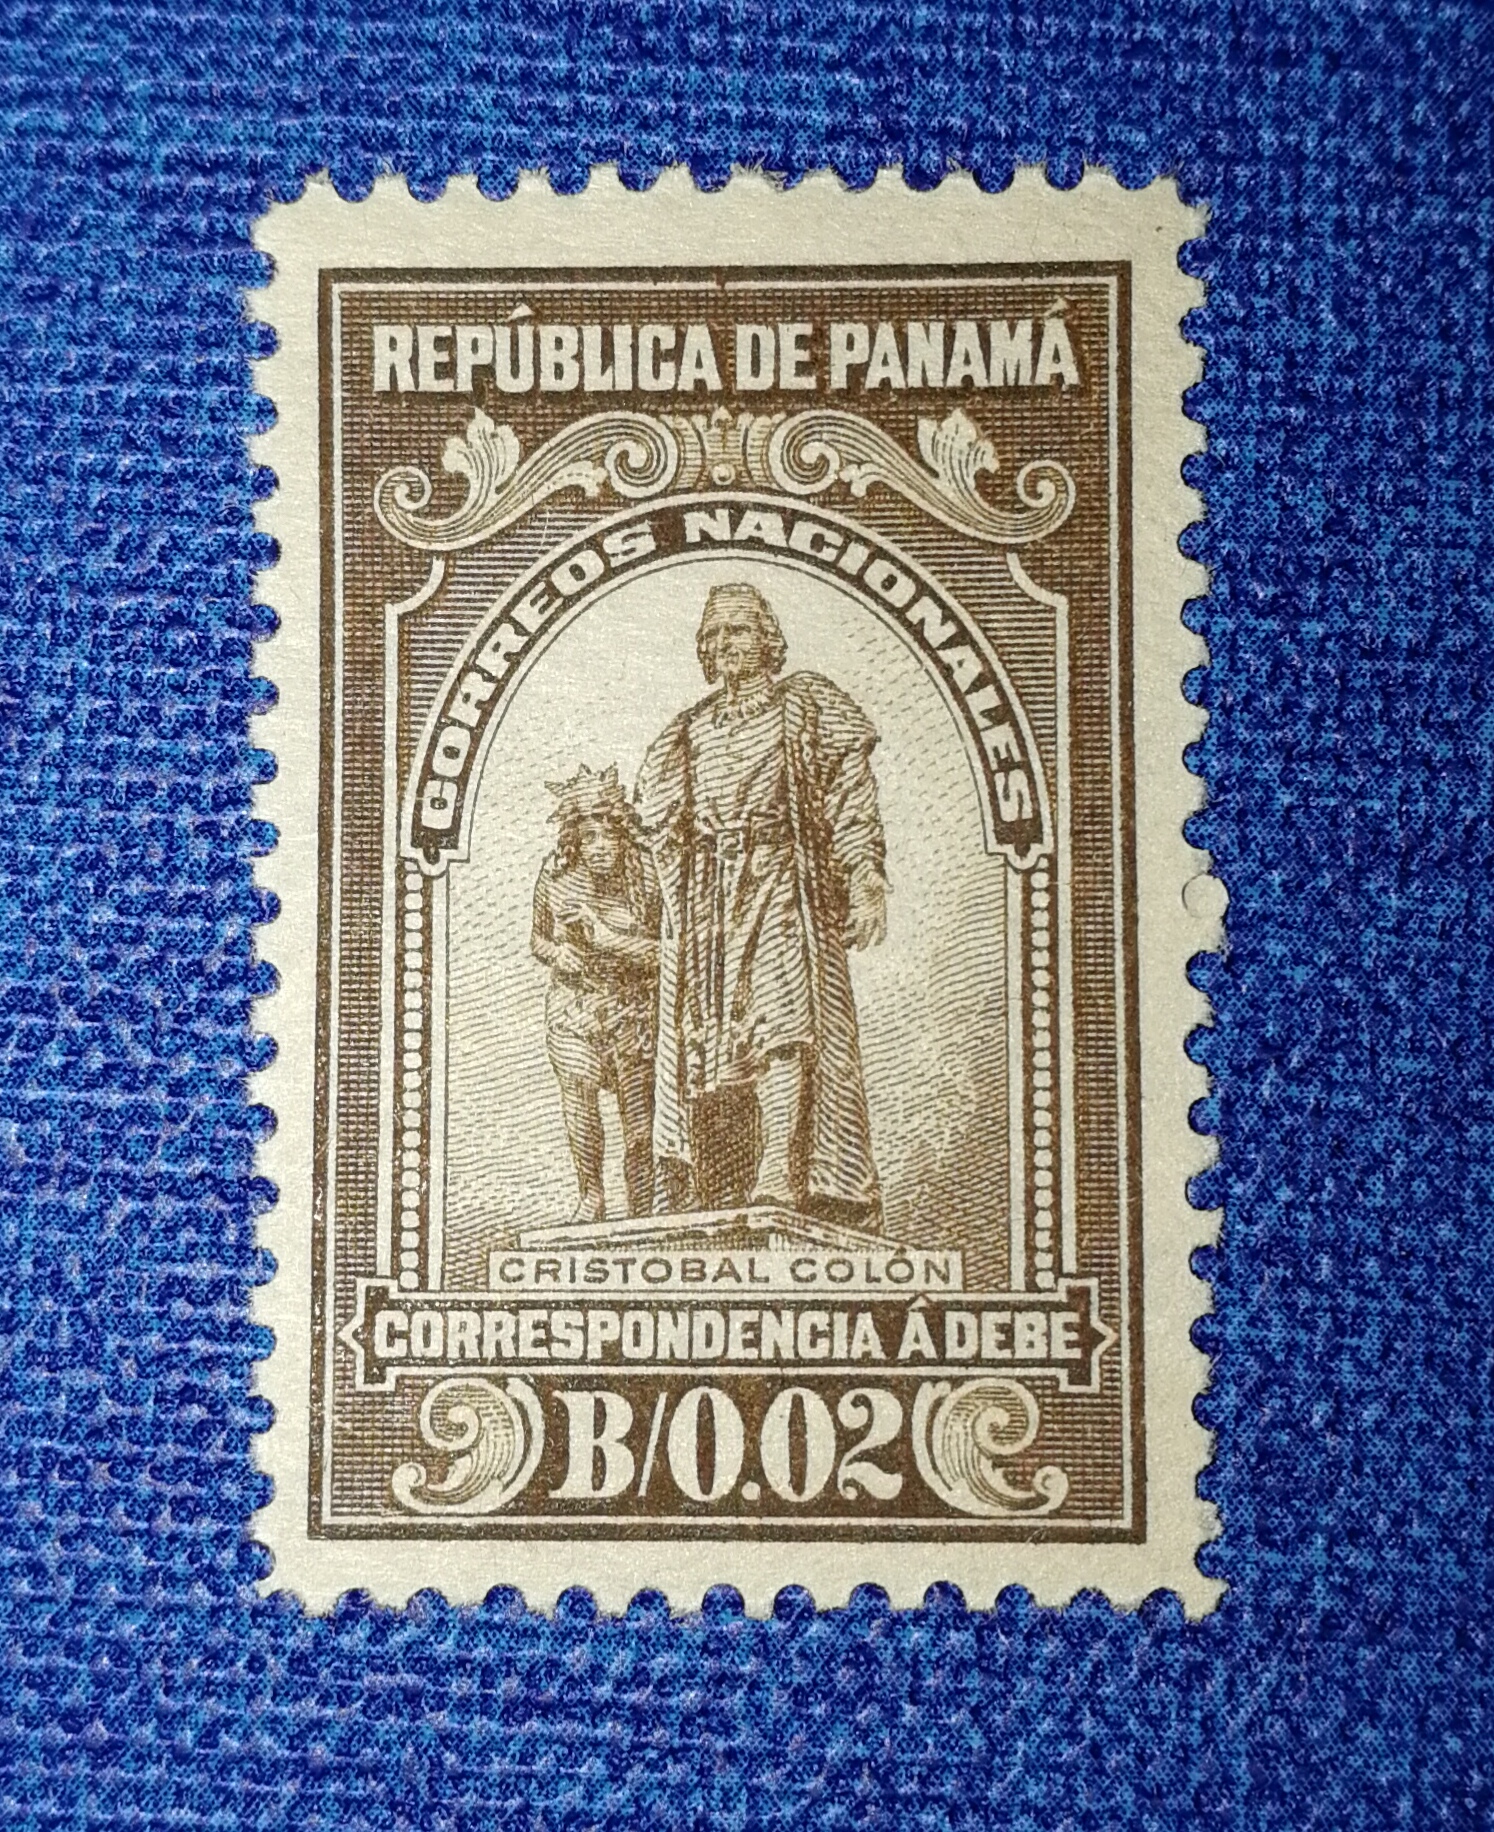 REPÚBLICA DE PANAMÁ
CORREOS NACIONALES
CRISTOBAL COLÓN
CORRESPONDENCIA Â DEBE
B/0.02